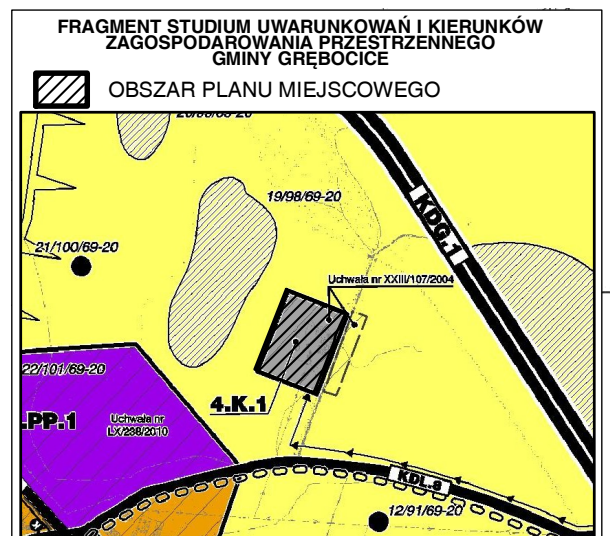 FRAGMENT STUDIUM UWARUNKOWAŃ I KIERUNKÓW
ZAGOSPODAROWANIA PRZESTRZENNEGO
GMINY GRĘBOCICE
OBSZAR PLANU MIEJSCOWEGO
19/98/69-20
KDG.1
21/100/69-20
Uchwała nr XXIII/107/2004
22/101/69-20
4.K.1
.PP.1
Uchwała nr
LX/288/2010
KDL.8
12/91/69-20